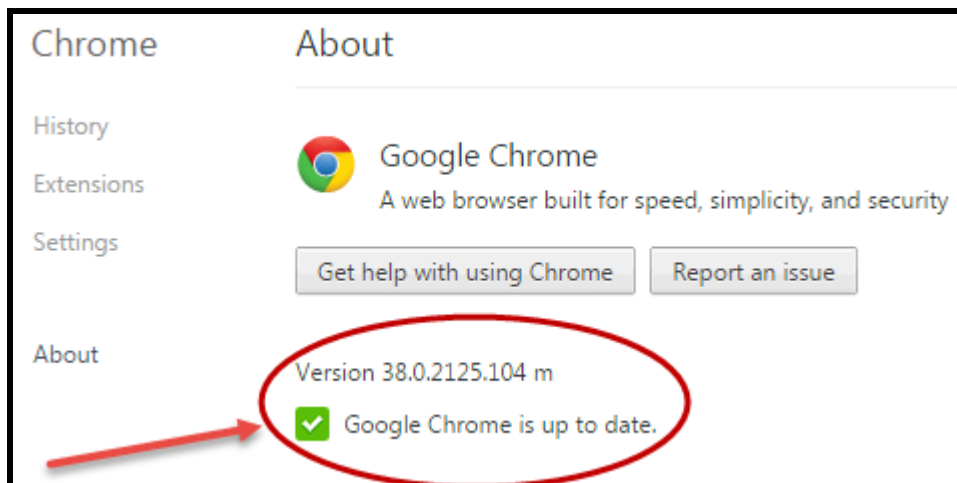 Chrome
About
History
Google Chrome
Extensions
A web browser built for speed, simplicity, and security
Settings
Get help with using Chrome
Report an issue
About
Version 38.0.2125.104 m
Google Chrome is up to date.